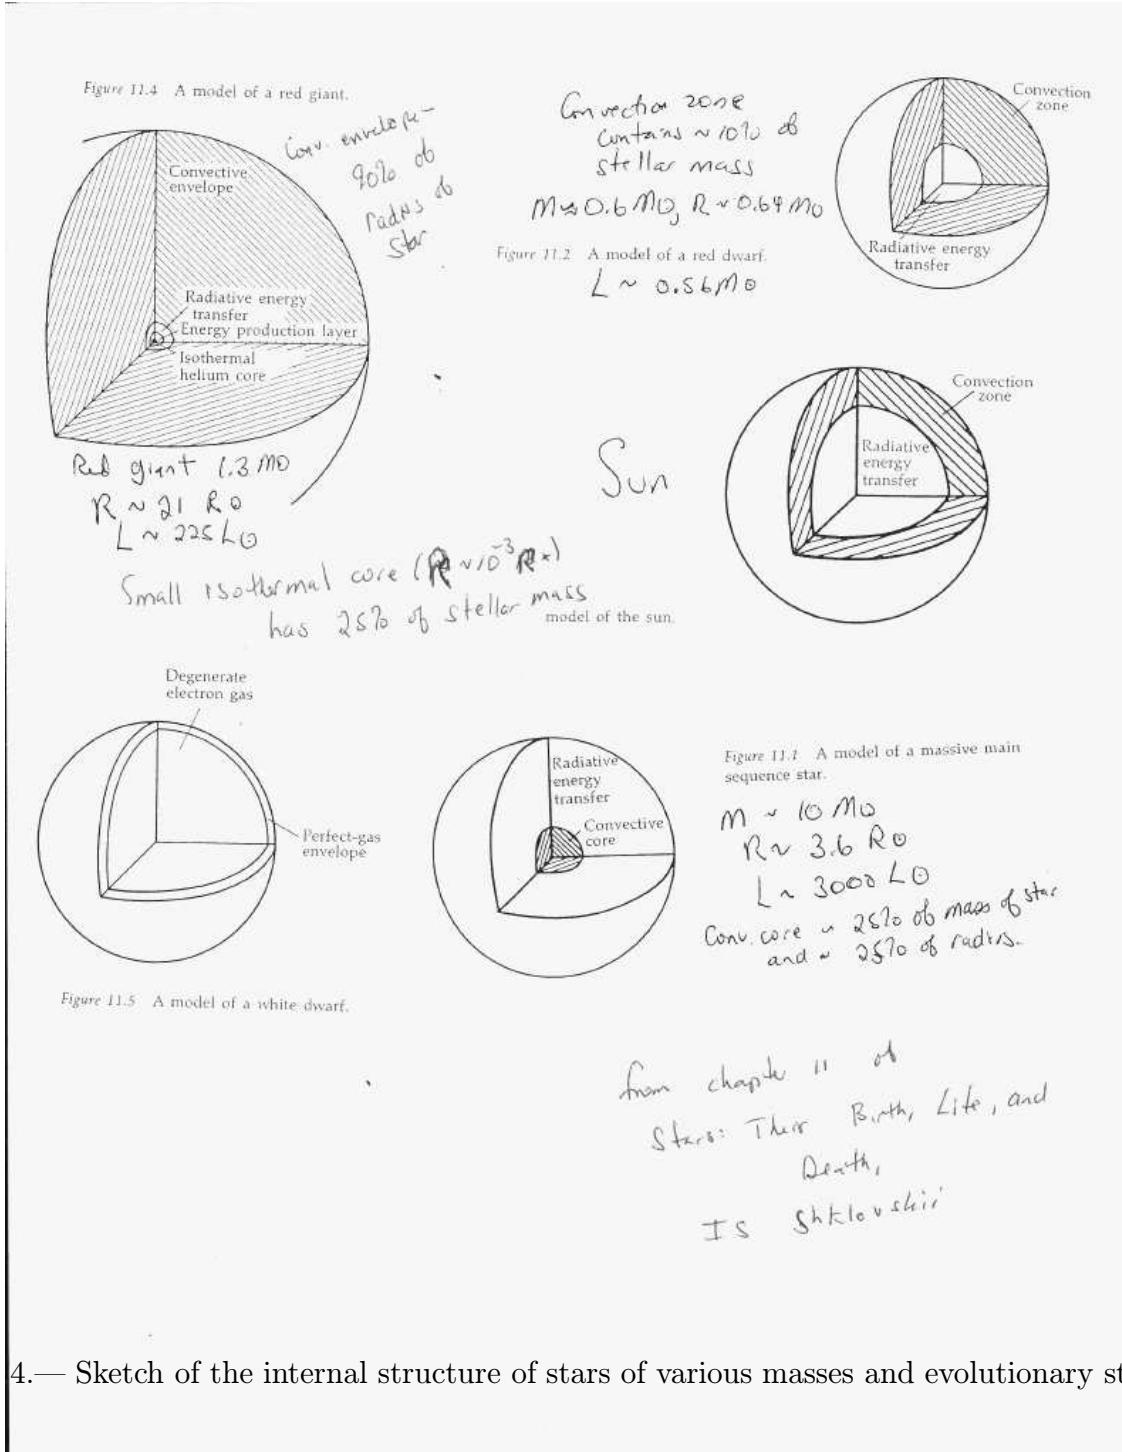 Figure 11.4 A model of a red giant.
Conv. envelope -
90% of
radius of
star
Convective
envelope
Radiative energy
transfer
Energy production layer
Isothermal
helium core
Red giant 1.3 M⊙
R ~ 21 R⊙
L ~ 225 L⊙
Small isothermal core (R ~ 10⁻³ R*)
has 25% of stellar mass
Convection zone
contains ~ 10% of
stellar mass
M ≈ 0.6 M⊙, R ~ 0.64 M⊙
Figure 11.2 A model of a red dwarf.
L ~ 0.56 M⊙
Convection
zone
Radiative energy
transfer
Sun
Convection
zone
Radiative
energy
transfer
model of the sun.
Degenerate
electron gas
Perfect-gas
envelope
Figure 11.5 A model of a white dwarf.
Radiative
energy
transfer
Convective
core
Figure 11.1 A model of a massive main
sequence star.
M ~ 10 M⊙
R ~ 3.6 R⊙
L ~ 3000 L⊙
Conv. core ~ 25% of mass of star
and ~ 25% of radius.
from chapter 11 of
Stars: Their Birth, Life, and
Death,
IS Shklovskii
4.— Sketch of the internal structure of stars of various masses and evolutionary st